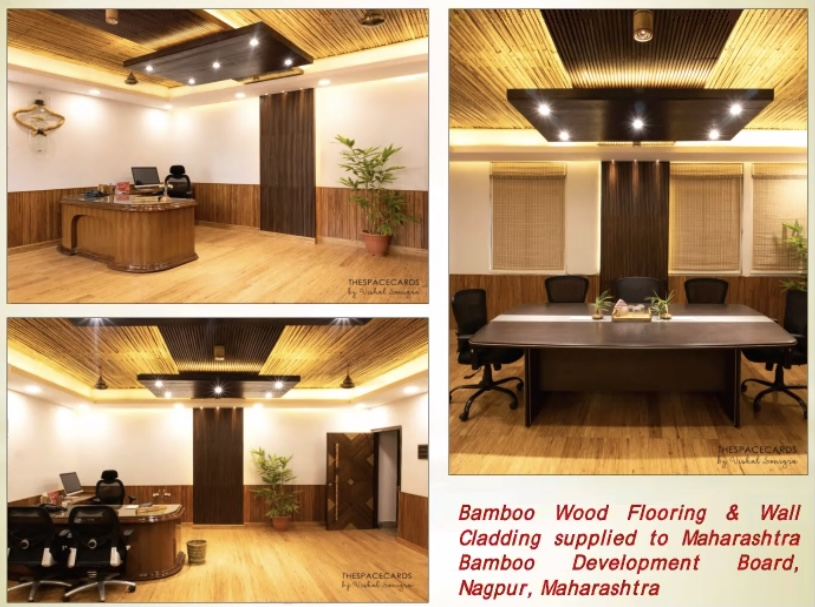 THESPACECARDS
by Vishal Sonigra
THESPACECARDS
by Vishal Sonigra
THESPACECARDS
by Vishal Sonigra
Bamboo Wood Flooring & Wall
Cladding supplied to Maharashtra
Bamboo Development Board,
Nagpur, Maharashtra